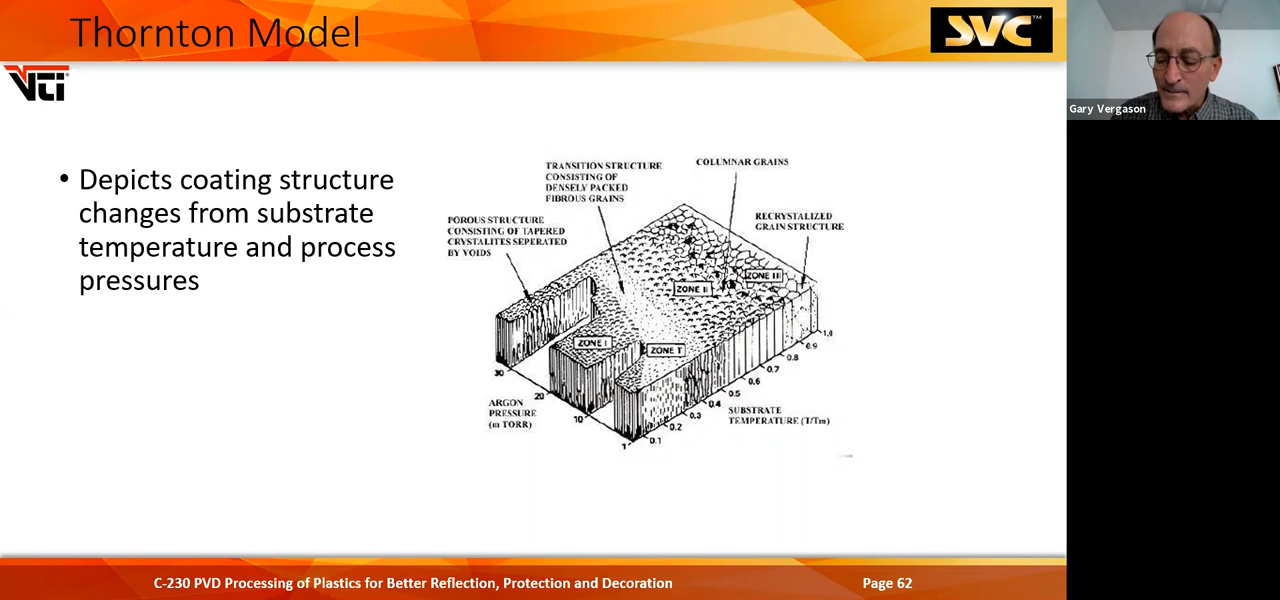 Thornton Model
SVC™
VTi
Gary Vergason
• Depicts coating structure
changes from substrate
temperature and process
pressures
TRANSITION STRUCTURE
CONSISTING OF
DENSELY PACKED
FIBROUS GRAINS
COLUMNAR GRAINS
POROUS STRUCTURE
CONSISTING OF TAPERED
CRYSTALITES SEPERATED
BY VOIDS
RECRYSTALIZED
GRAIN STRUCTURE
ZONE III
ZONE II
ZONE I
ZONE T
30
20
10
1
ARGON
PRESSURE
(m TORR)
0.1
0.2
0.3
0.4
0.5
0.6
0.7
0.8
0.9
1.0
SUBSTRATE
TEMPERATURE (T/Tm)
C-230 PVD Processing of Plastics for Better Reflection, Protection and Decoration
Page 62